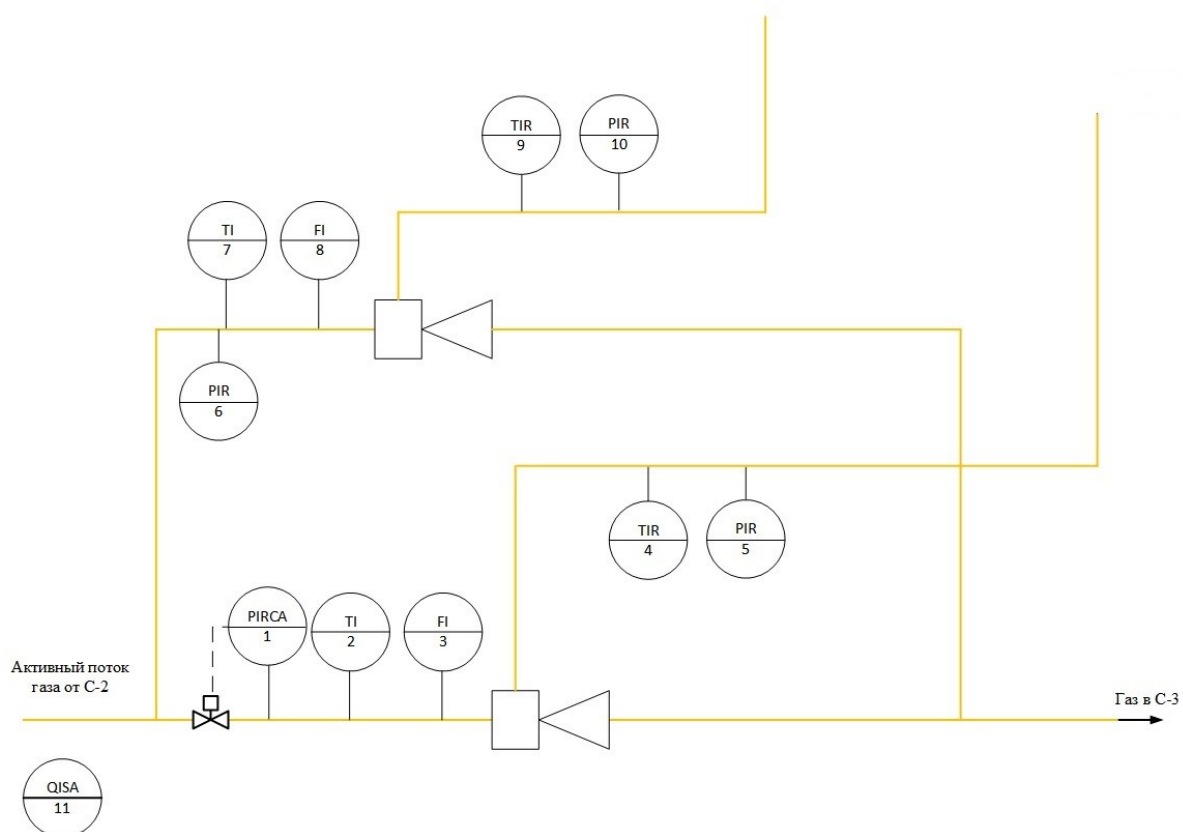 TIR
9
PIR
10
TI
7
FI
8
PIR
6
TIR
4
PIR
5
PIRCA
1
TI
2
FI
3
Активный поток
газа от С-2
Газ в С-3
QISA
11